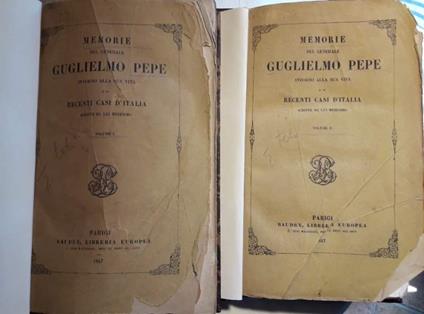 MEMORIE
DEL GENERALE
GUGLIELMO PEPE
INTORNO ALLA SUA VITA
E AI
RECENTI CASI D'ITALIA
SCRITTE DA LUI MEDESIMO
VOLUME I.
PARIGI
BAUDRY, LIBRERIA EUROPEA
1847
MEMORIE
DEL GENERALE
GUGLIELMO PEPE
INTORNO ALLA SUA VITA
E AI
RECENTI CASI D'ITALIA
SCRITTE DA LUI MEDESIMO
VOLUME
PARIGI
BAUDRY, LIBRERIA EUROPEA
847